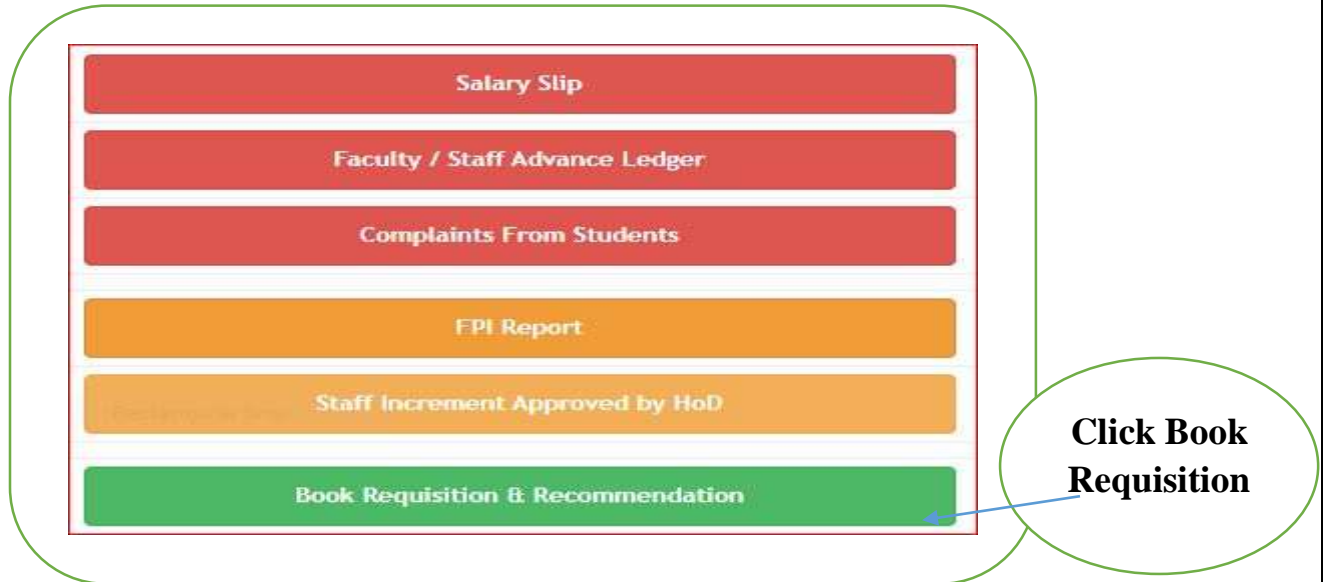 Salary Slip
Faculty / Staff Advance Ledger
Complaints From Students
FPI Report
Staff Increment Approved by HoD
Book Requisition & Recommendation
Click Book
Requisition